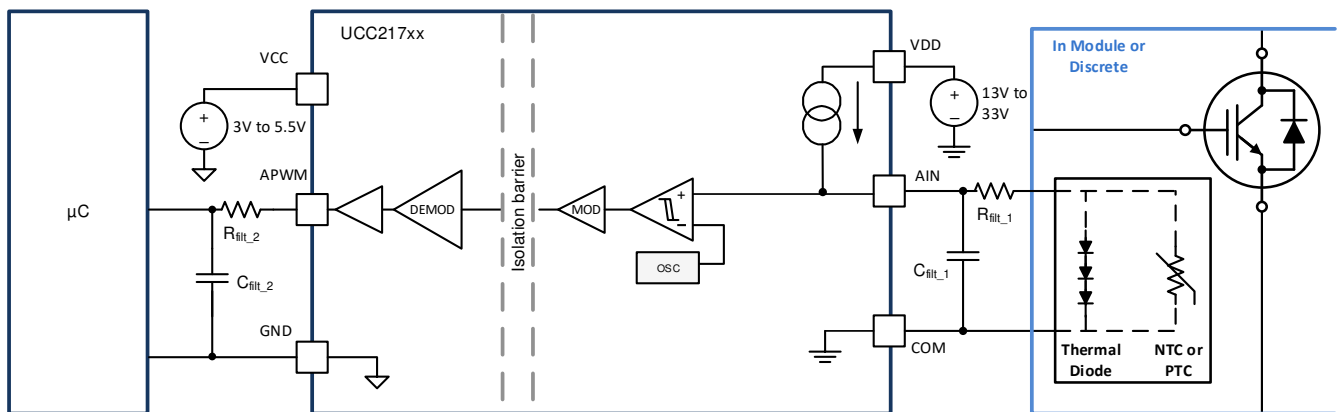 UCC217xx
In Module or
Discrete
VCC
VDD
+
−
3V to 5.5V
+
−
13V to
33V
APWM
AIN
Isolation barrier
µC
DEMOD
MOD
+
−
OSC
Rfilt_2
Rfilt_1
Cfilt_2
Cfilt_1
GND
COM
Thermal
Diode
NTC or
PTC